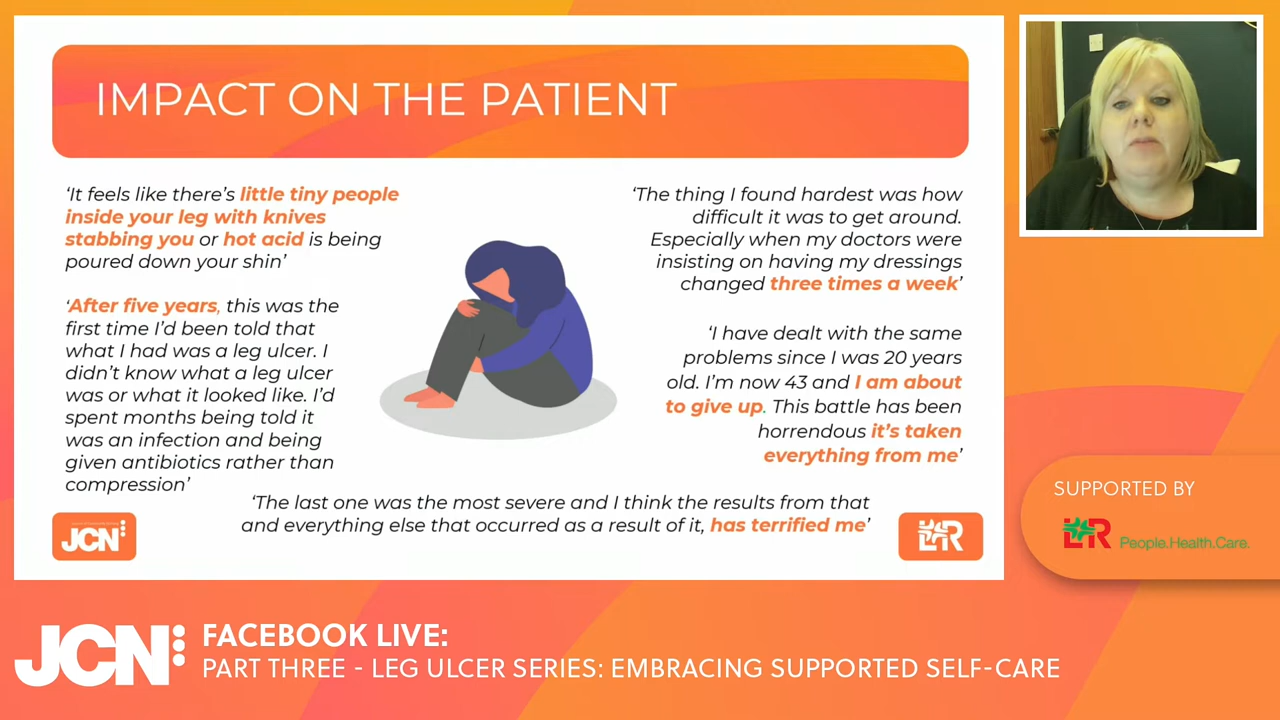 IMPACT ON THE PATIENT
‘It feels like there’s little tiny people
inside your leg with knives
stabbing you or hot acid is being
poured down your shin’
‘After five years, this was the
first time I’d been told that
what I had was a leg ulcer. I
didn’t know what a leg ulcer
was or what it looked like. I’d
spent months being told it
was an infection and being
given antibiotics rather than
compression’
‘The thing I found hardest was how
difficult it was to get around.
Especially when my doctors were
insisting on having my dressings
changed three times a week’
‘I have dealt with the same
problems since I was 20 years
old. I’m now 43 and I am about
to give up. This battle has been
horrendous it’s taken
everything from me’
‘The last one was the most severe and I think the results from that
and everything else that occurred as a result of it, has terrified me’
JCN
L&R
SUPPORTED BY
L&R People.Health.Care.
JCN
FACEBOOK LIVE:
PART THREE - LEG ULCER SERIES: EMBRACING SUPPORTED SELF-CARE